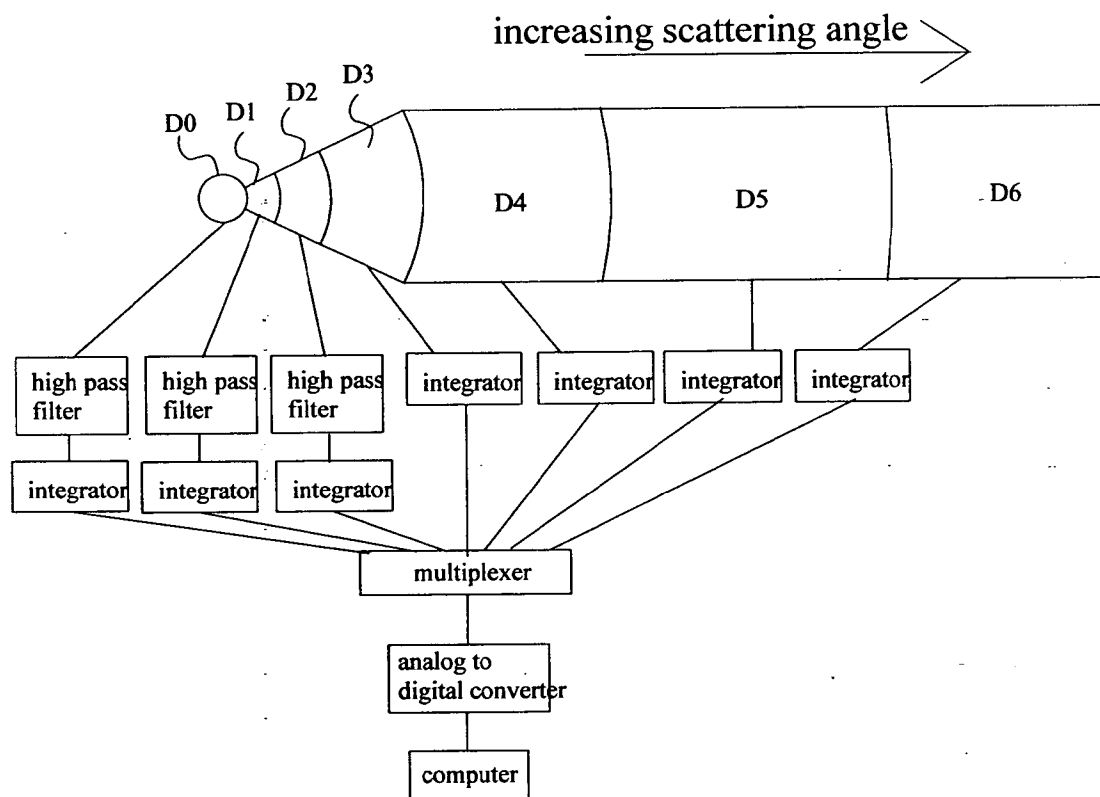 increasing scattering angle
D3
D2
D1
D0
D4
D5
D6
high pass
filter
high pass
filter
high pass
filter
integrator
integrator
integrator
integrator
integrator
integrator
integrator
multiplexer
analog to
digital converter
computer